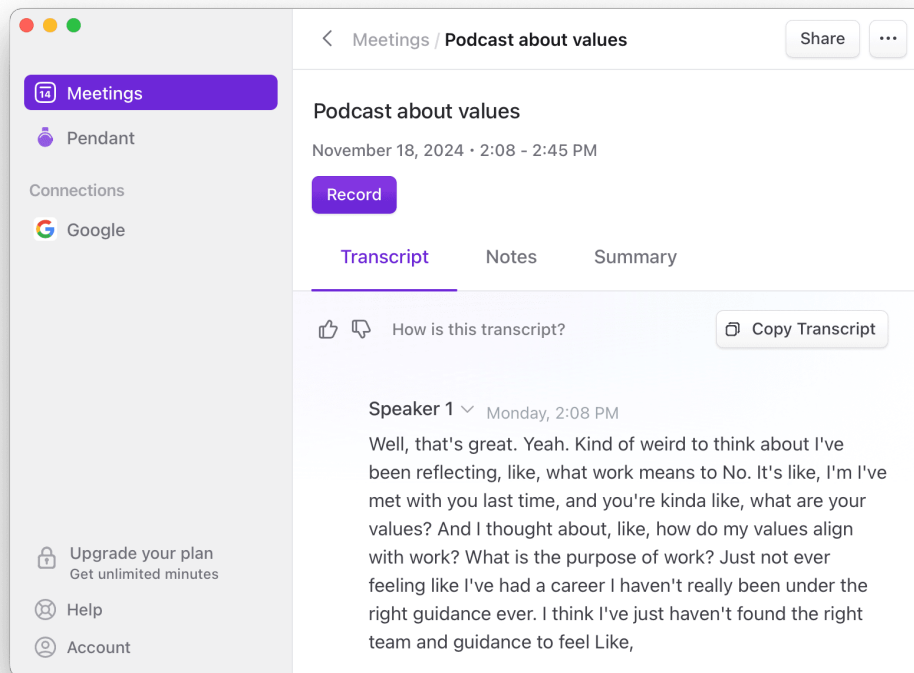 Meetings / Podcast about values
Share
14
Meetings
Pendant
Connections
Google
Upgrade your plan
Get unlimited minutes
Help
Account
Podcast about values
November 18, 2024 • 2:08 - 2:45 PM
Record
Transcript Notes Summary
How is this transcript?
Copy Transcript
Speaker 1 Monday, 2:08 PM
Well, that's great. Yeah. Kind of weird to think about I've
been reflecting, like, what work means to No. It's like, I'm I've
met with you last time, and you're kinda like, what are your
values? And I thought about, like, how do my values align
with work? What is the purpose of work? Just not ever
feeling like I've had a career I haven't really been under the
right guidance ever. I think I've just haven't found the right
team and guidance to feel Like,